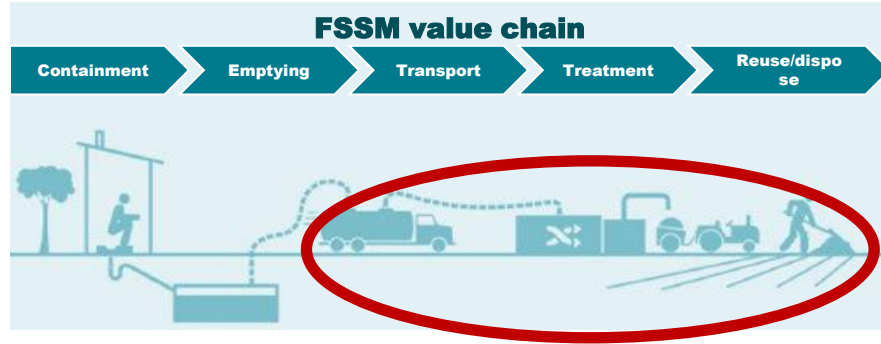 FSSM value chain
Containment
Emptying
Transport
Treatment
Reuse/dispo
se